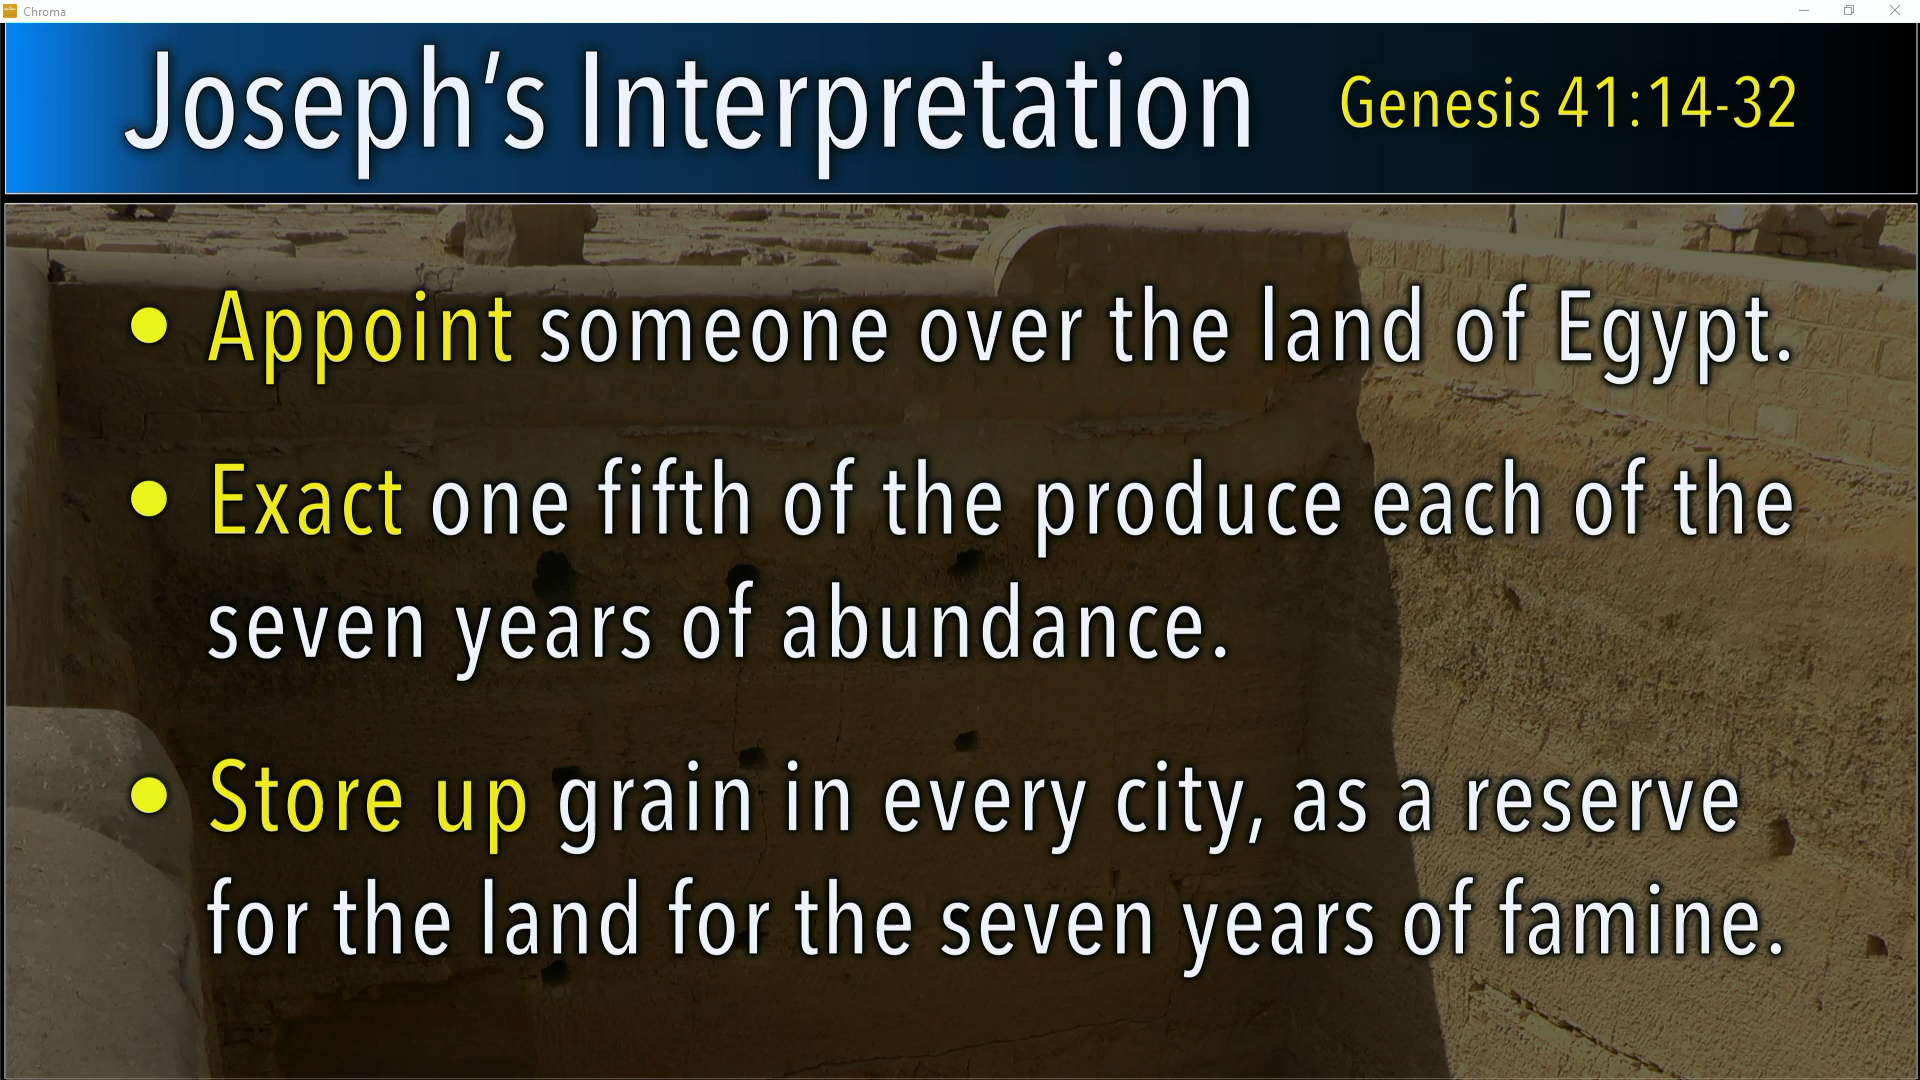 Chroma
Joseph's Interpretation Genesis 41:14-32
• Appoint someone over the land of Egypt.
• Exact one fifth of the produce each of the
seven years of abundance.
• Store up grain in every city, as a reserve
for the land for the seven years of famine.